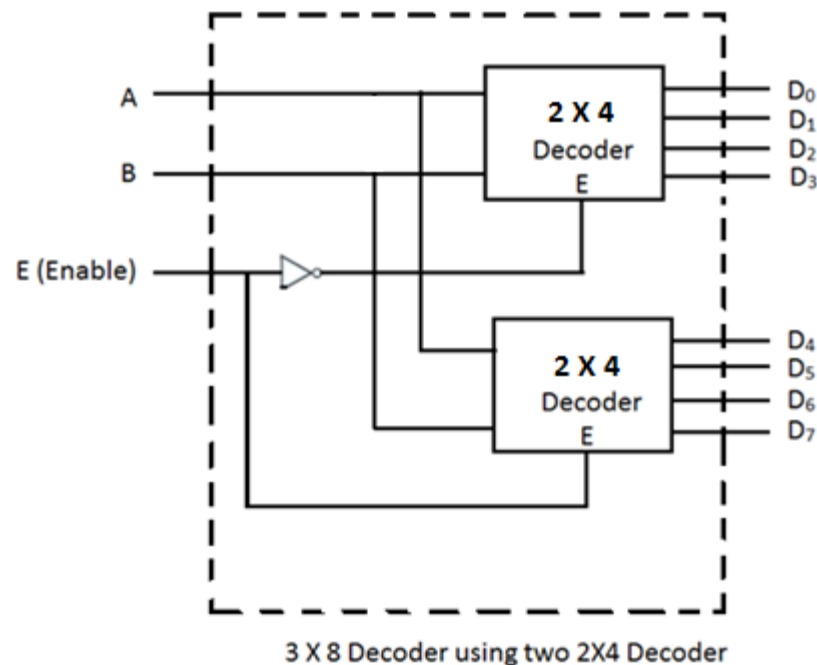 A
B
E (Enable)
2 X 4
Decoder
E
D₀
D₁
D₂
D₃
2 X 4
Decoder
E
D₄
D₅
D₆
D₇
3 X 8 Decoder using two 2X4 Decoder